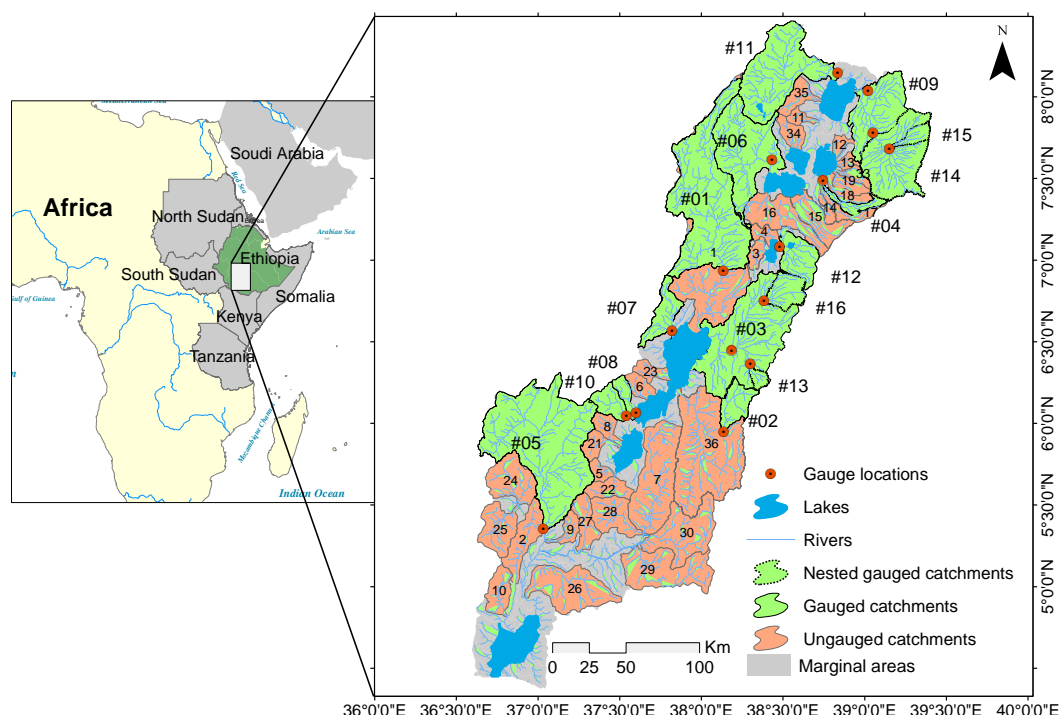 Mediterranean Sea
Soudi Arabia
Red Sea
Africa
North Sudan
Eritrea
Arabian Sea
Ethiopia
South Sudan
Gulf of Guinea
Somalia
Kenya
Tanzania
Mozambique Channel
Indian Ocean
N
#11
#09
35
11
34
#06
12
13
33
19
18
#15
#14
#01
16
15
14
17
#04
4
3
1
#12
#16
#07
#03
#08
23
6
#10
#13
8
#02
#05
21
36
5
24
22
7
28
27
25
2
9
30
29
10
26
Gauge locations
Lakes
Rivers
Nested gauged catchments
Gauged catchments
Ungauged catchments
Marginal areas
Km
0 25 50 100
8°0'0"N
7°30'0"N
7°0'0"N
6°30'0"N
6°0'0"N
5°30'0"N
5°0'0"N
36°0'0"E 36°30'0"E 37°0'0"E 37°30'0"E 38°0'0"E 38°30'0"E 39°0'0"E 39°30'0"E 40°0'0"E